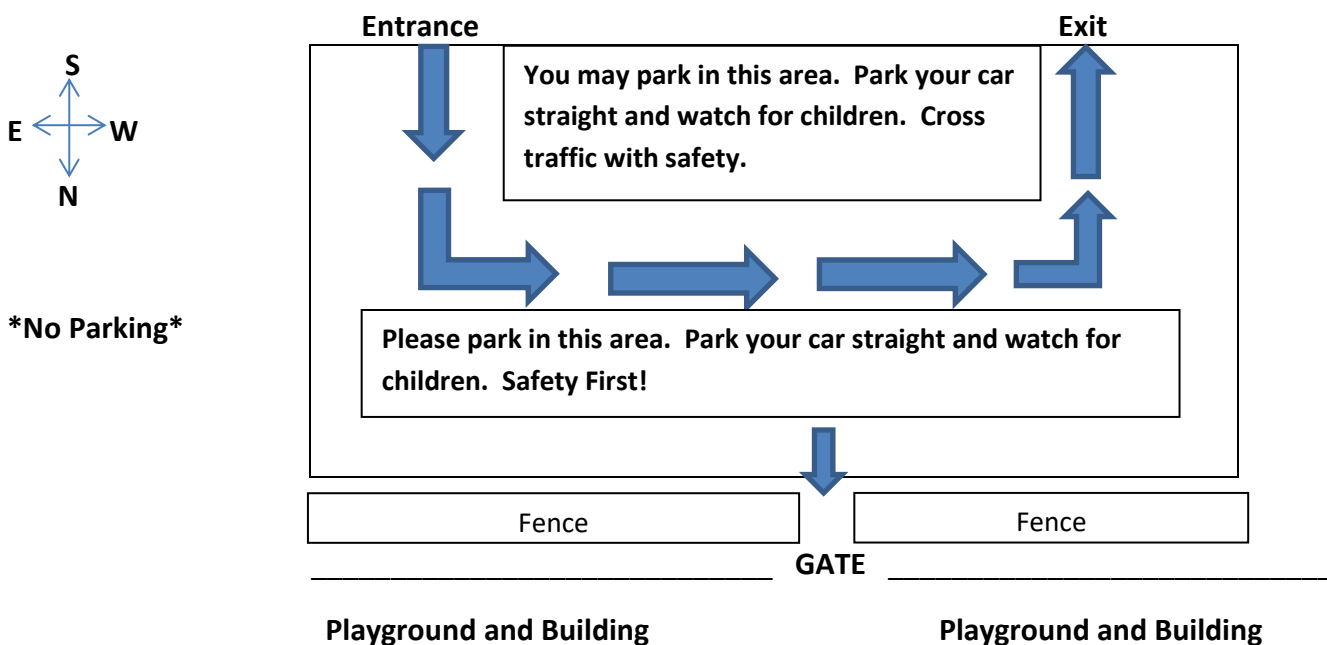 Entrance Exit
S
E W
N
You may park in this area.  Park your car
straight and watch for children.  Cross
traffic with safety.
*No Parking*
Please park in this area.  Park your car straight and watch for
children.  Safety First!
Fence Fence
GATE
Playground and Building Playground and Building